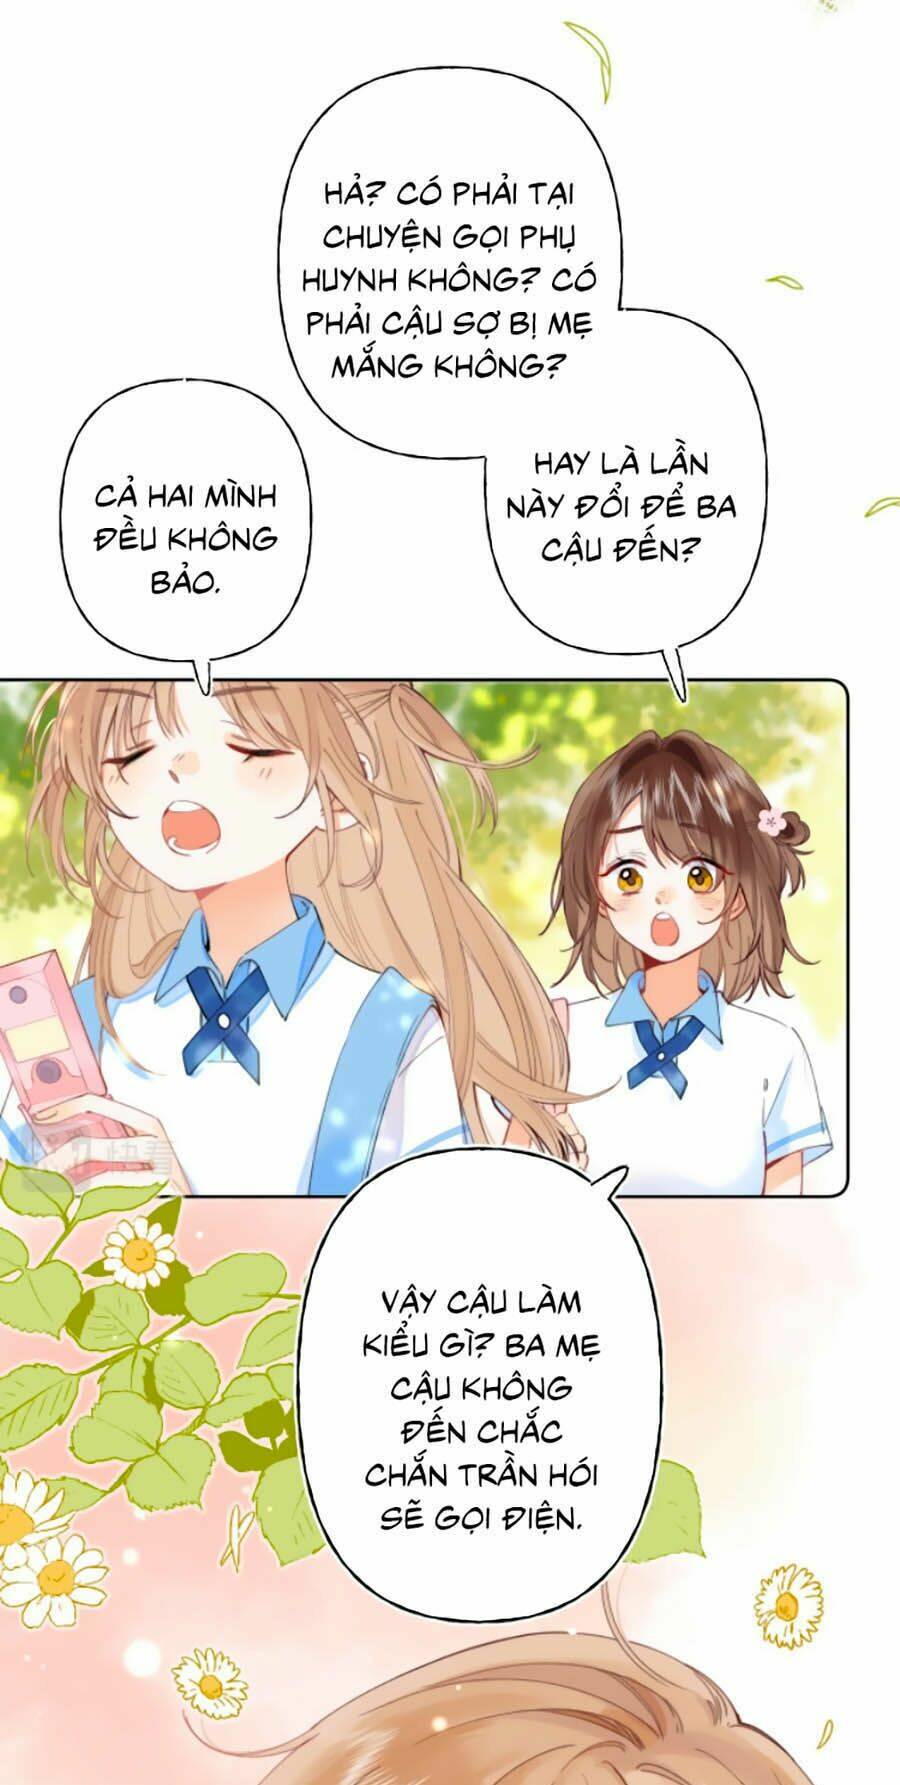 HẢ? CÓ PHẢI TẠI
CHUYỆN GỌI PHỤ
HUYNH KHÔNG? CÓ
PHẢI CẬU SỢ BỊ MẸ
MẮNG KHÔNG?
HAY LÀ LẦN
NÀY ĐỔI ĐỂ BA
CẬU ĐẾN?
CẢ HAI MÌNH
ĐỀU KHÔNG
BẢO.
VẬY CẬU LÀM
KIỂU GÌ? BA MẸ
CẬU KHÔNG
ĐẾN CHẮC
CHẮN TRẦN HÓI
SẼ GỌI ĐIỆN.